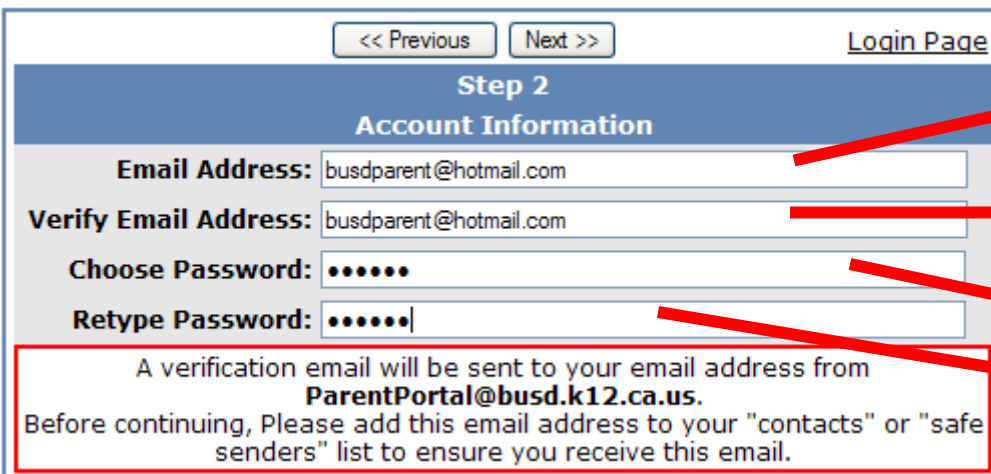 << Previous Next >> Login Page
Step 2
Account Information
Email Address: busdparent@hotmail.com
Verify Email Address: busdparent@hotmail.com
Choose Password: ••••••
Retype Password: ••••••
A verification email will be sent to your email address from
ParentPortal@busd.k12.ca.us.
Before continuing, Please add this email address to your "contacts" or "safe
senders" list to ensure you receive this email.